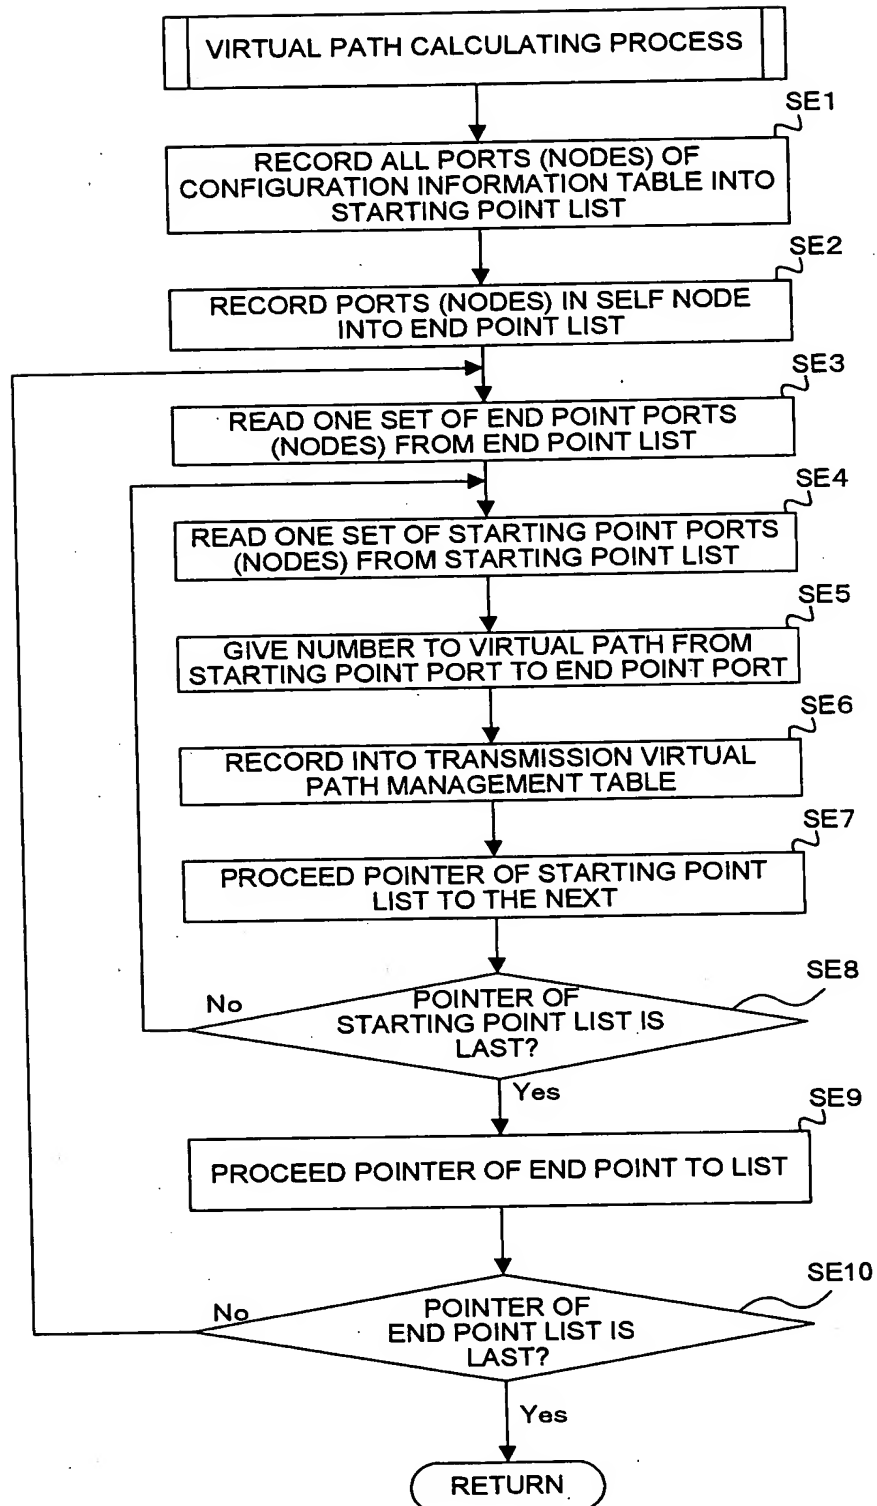 VIRTUAL PATH CALCULATING PROCESS
SE1
RECORD ALL PORTS (NODES) OF
CONFIGURATION INFORMATION TABLE INTO
STARTING POINT LIST
SE2
RECORD PORTS (NODES) IN SELF NODE
INTO END POINT LIST
SE3
READ ONE SET OF END POINT PORTS
(NODES) FROM END POINT LIST
SE4
READ ONE SET OF STARTING POINT PORTS
(NODES) FROM STARTING POINT LIST
SE5
GIVE NUMBER TO VIRTUAL PATH FROM
STARTING POINT PORT TO END POINT PORT
SE6
RECORD INTO TRANSMISSION VIRTUAL
PATH MANAGEMENT TABLE
SE7
PROCEED POINTER OF STARTING POINT
LIST TO THE NEXT
SE8
No
POINTER OF
STARTING POINT LIST IS
LAST?
Yes
SE9
PROCEED POINTER OF END POINT TO LIST
SE10
No
POINTER OF
END POINT LIST IS
LAST?
Yes
RETURN